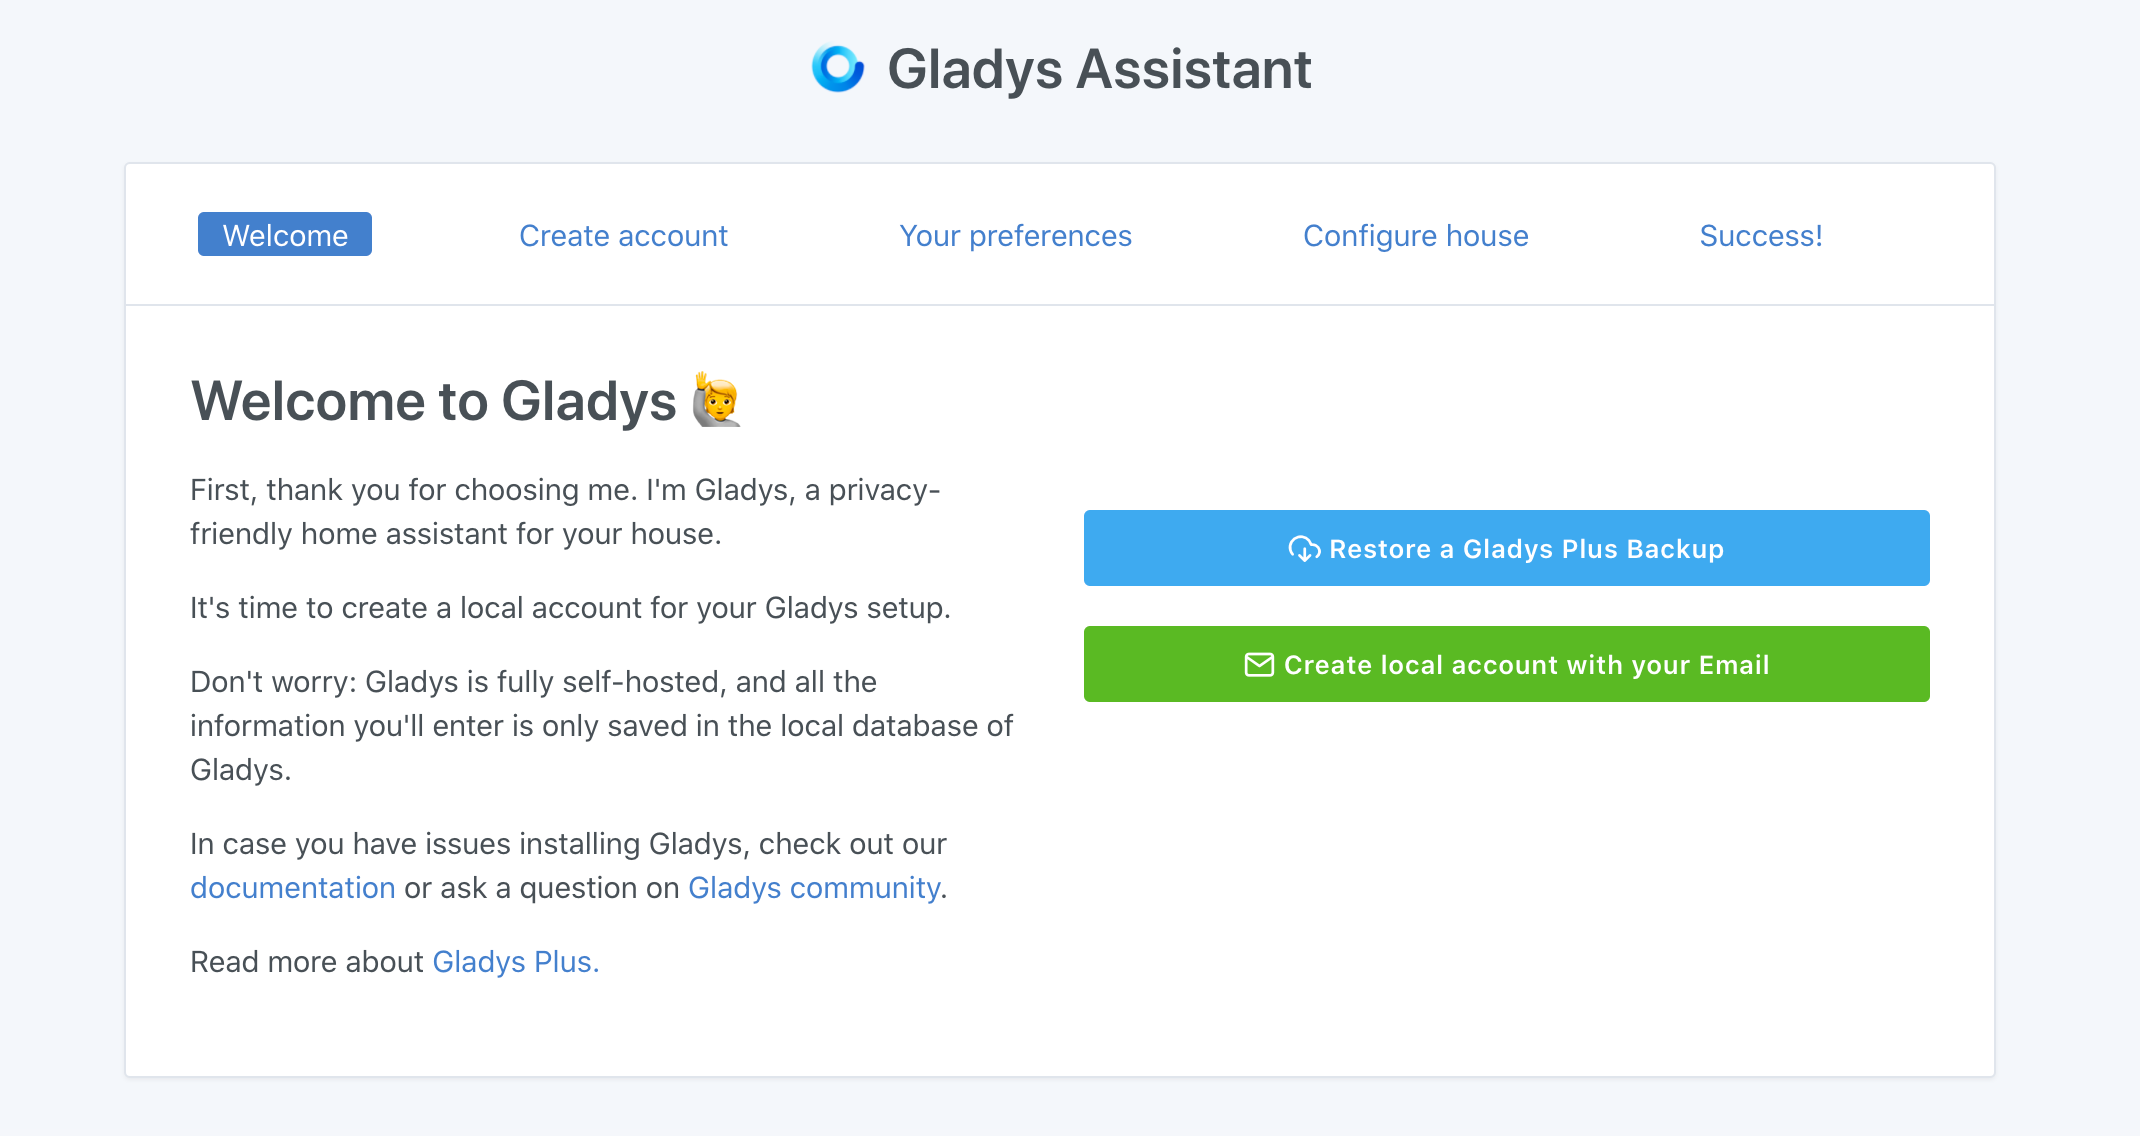 Gladys Assistant
Welcome
Create account
Your preferences
Configure house
Success!
Welcome to Gladys 🙋
First, thank you for choosing me. I'm Gladys, a privacy-
friendly home assistant for your house.
It's time to create a local account for your Gladys setup.
Don't worry: Gladys is fully self-hosted, and all the
information you'll enter is only saved in the local database of
Gladys.
In case you have issues installing Gladys, check out our
documentation or ask a question on Gladys community.
Read more about Gladys Plus.
Restore a Gladys Plus Backup
Create local account with your Email